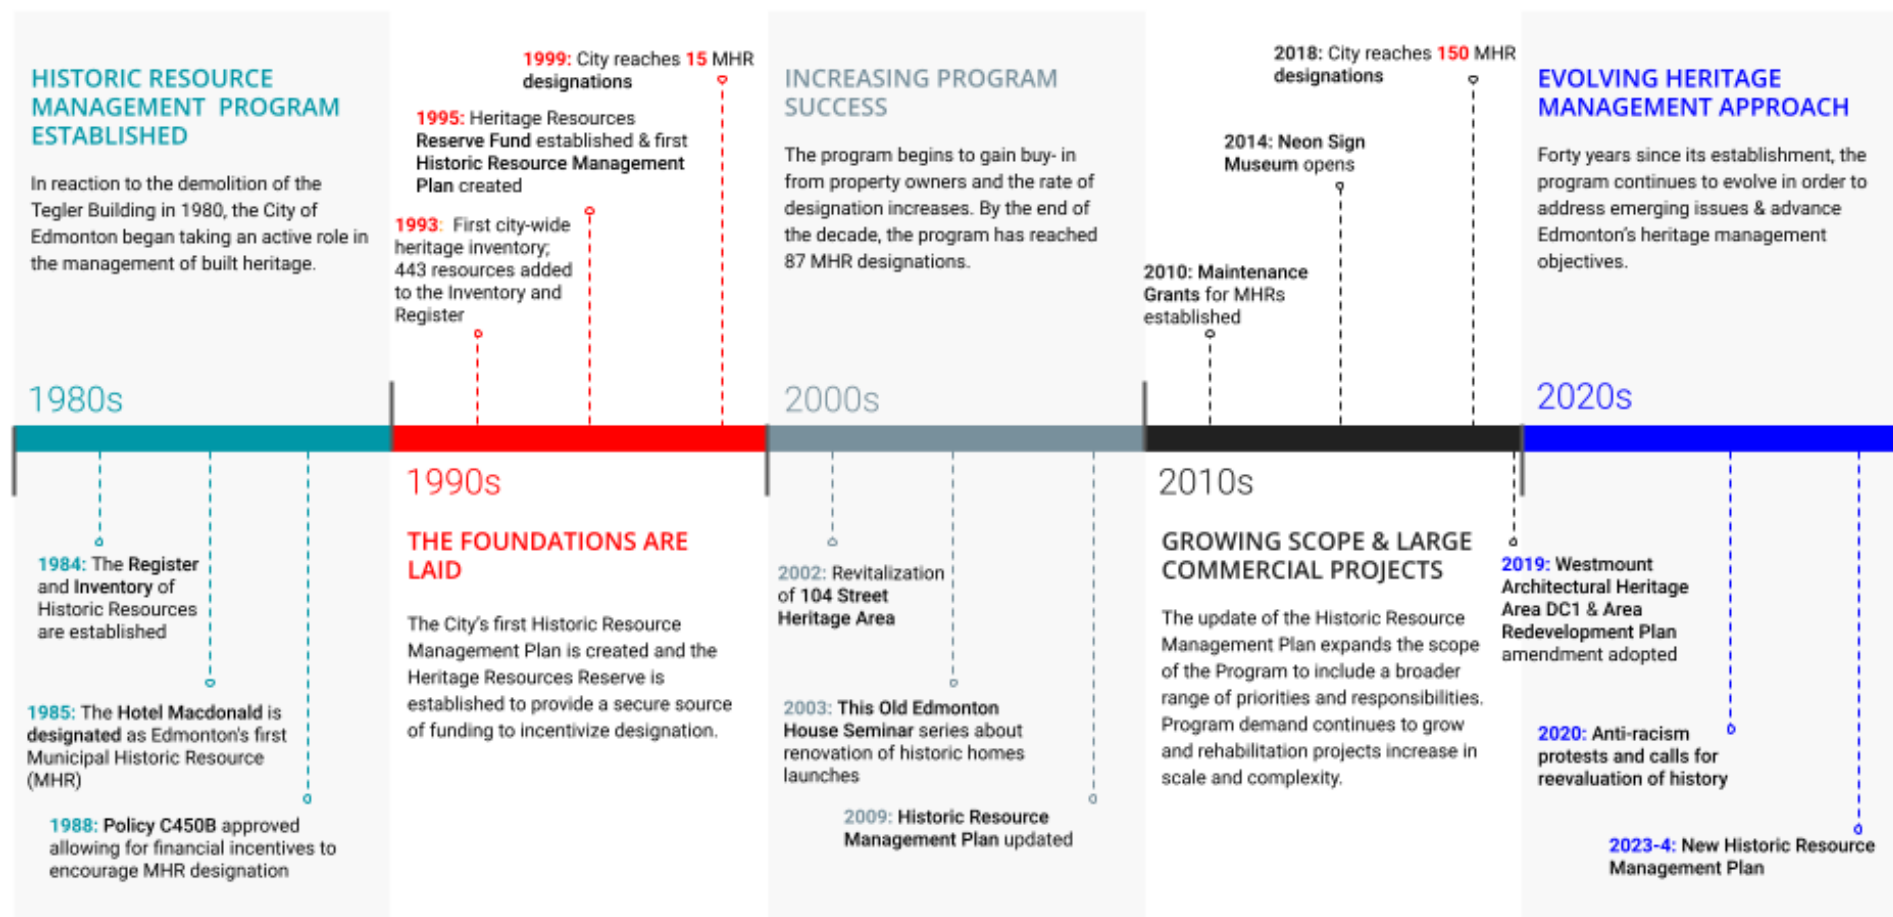 HISTORIC RESOURCE
MANAGEMENT PROGRAM
ESTABLISHED
In reaction to the demolition of the
Tegler Building in 1980, the City of
Edmonton began taking an active role in
the management of built heritage.
1980s
1984: The Register
and Inventory of
Historic Resources
are established
1985: The Hotel Macdonald is
designated as Edmonton's first
Municipal Historic Resource
(MHR)
1988: Policy C450B approved
allowing for financial incentives to
encourage MHR designation
1999: City reaches 15 MHR
designations
1995: Heritage Resources
Reserve Fund established & first
Historic Resource Management
Plan created
1993: First city-wide
heritage inventory;
443 resources added
to the Inventory and
Register
1990s
THE FOUNDATIONS ARE
LAID
The City's first Historic Resource
Management Plan is created and the
Heritage Resources Reserve is
established to provide a secure source
of funding to incentivize designation.
INCREASING PROGRAM
SUCCESS
The program begins to gain buy- in
from property owners and the rate of
designation increases. By the end of
the decade, the program has reached
87 MHR designations.
2000s
2002: Revitalization
of 104 Street
Heritage Area
2003: This Old Edmonton
House Seminar series about
renovation of historic homes
launches
2009: Historic Resource
Management Plan updated
2018: City reaches 150 MHR
designations
2014: Neon Sign
Museum opens
2010: Maintenance
Grants for MHRs
established
2010s
GROWING SCOPE & LARGE
COMMERCIAL PROJECTS
The update of the Historic Resource
Management Plan expands the scope
of the Program to include a broader
range of priorities and responsibilities.
Program demand continues to grow
and rehabilitation projects increase in
scale and complexity.
EVOLVING HERITAGE
MANAGEMENT APPROACH
Forty years since its establishment, the
program continues to evolve in order to
address emerging issues & advance
Edmonton's heritage management
objectives.
2020s
2019: Westmount
Architectural Heritage
Area DC1 & Area
Redevelopment Plan
amendment adopted
2020: Anti-racism
protests and calls for
reevaluation of history
2023-4: New Historic Resource
Management Plan